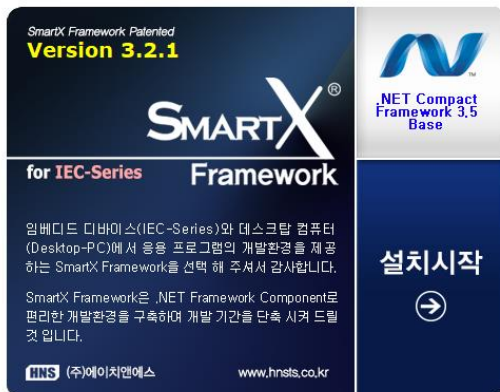 SmartX Framework Patented
Version 3.2.1
SMARTX®
for IEC-Series Framework
임베디드 디바이스(IEC-Series)와 데스크탑 컴퓨터
(Desktop-PC)에서 응용 프로그램의 개발환경을 제공
하는 SmartX Framework을 선택 해 주셔서 감사합니다.
SmartX Framework은 .NET Framework Component로
편리한 개발환경을 구축하며 개발 기간을 단축 시켜 드릴
것 입니다.
HNS (주)에이치앤에스 www.hnsts.co.kr
TM
.NET Compact
Framework 3.5
Base
설치시작